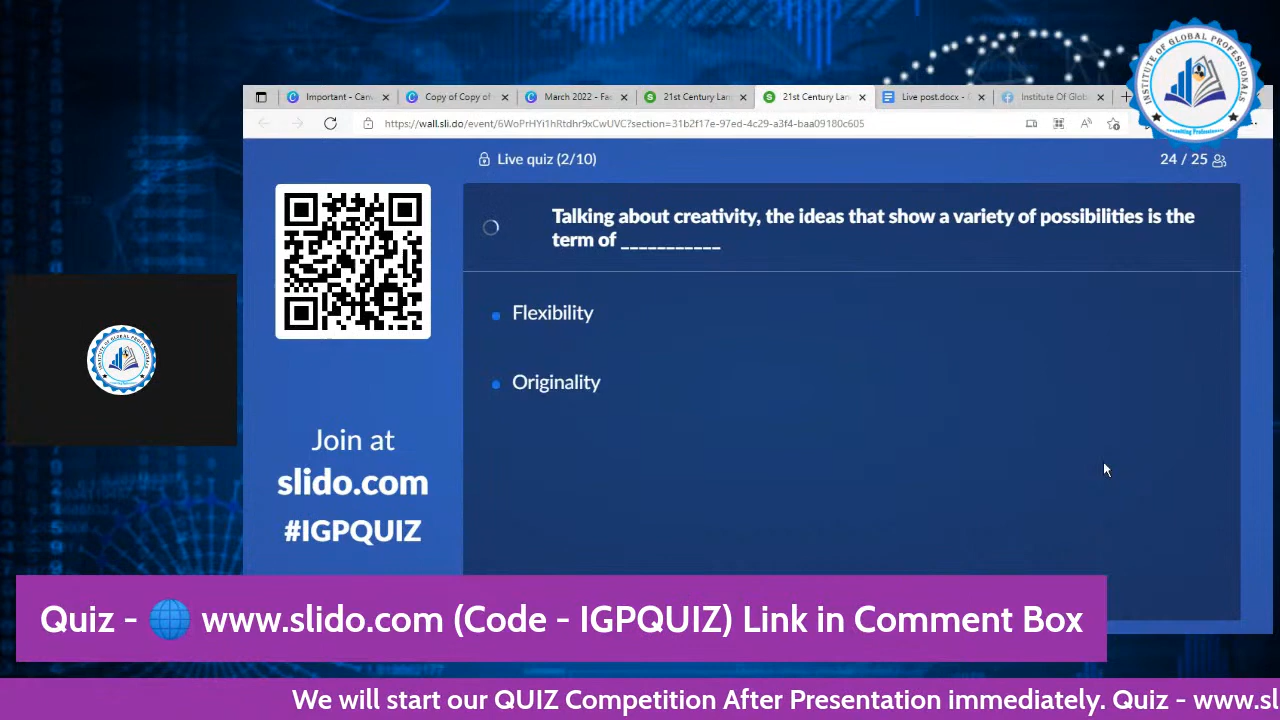 INSTITUTE OF GLOBAL PROFESSIONALS
Consulting Professionals
Important - Can
Copy of Copy of
March 2022 - Fac
21st Century Lan
21st Century Lan
Live post.docx -
Institute Of Glob
https://wall.sli.do/event/6WoPrHYi1hRtdhr9xCwUVC?section=31b2f17e-97ed-4c29-a3f4-baa09180c605
Live quiz (2/10)
24 / 25
Talking about creativity, the ideas that show a variety of possibilities is the
term of ___________
Flexibility
Originality
Join at
slido.com
#IGPQUIZ
Quiz - 🌐 www.slido.com (Code - IGPQUIZ) Link in Comment Box
We will start our QUIZ Competition After Presentation immediately. Quiz - www.sl